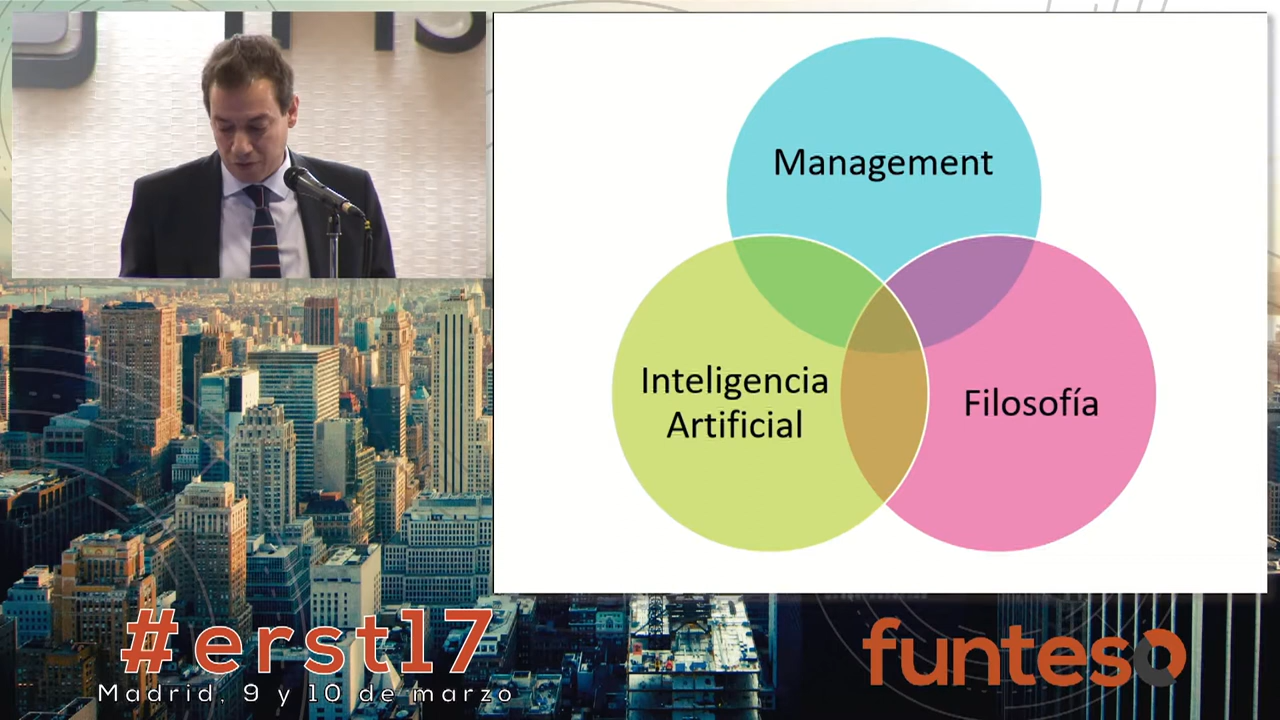 Management
Inteligencia
Artificial
Filosofía
#erst17
Madrid, 9 y 10 de marzo
funteso